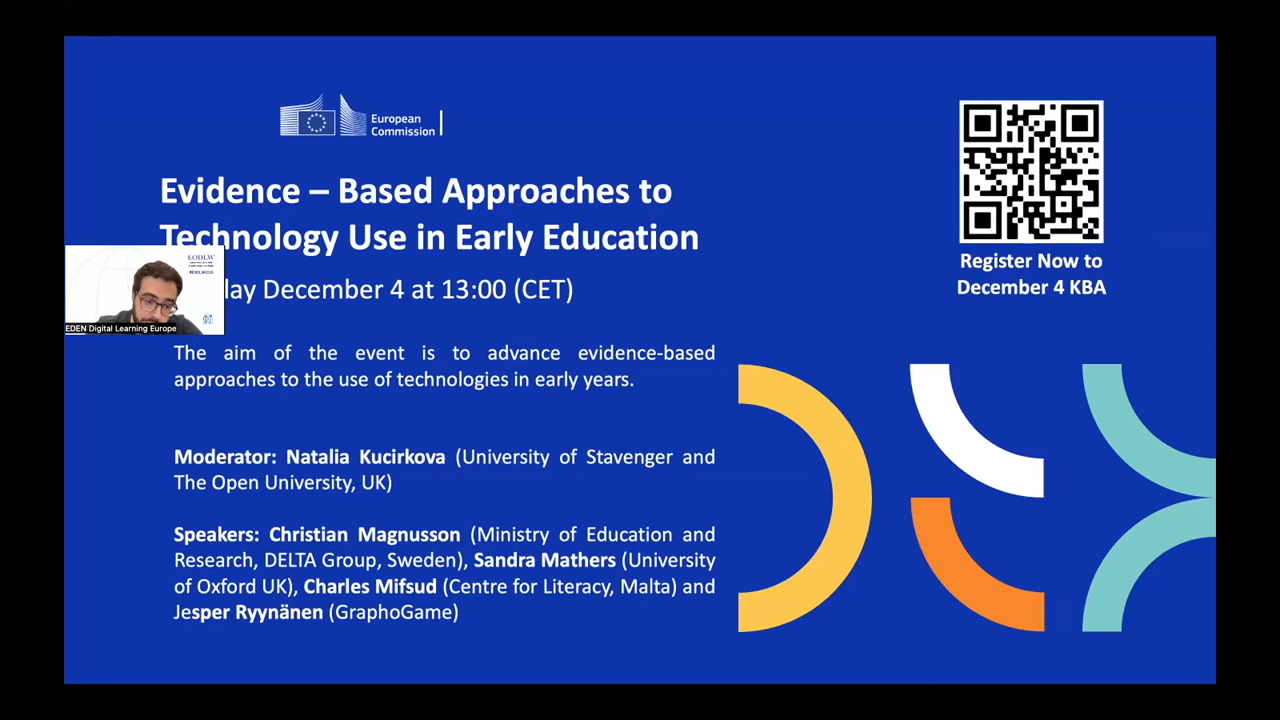 European
Commission
Evidence – Based Approaches to
Technology Use in Early Education
December 4 at 13:00 (CET)
EODLW
EDEN Digital Learning Europe
The aim of the event is to advance evidence-based
approaches to the use of technologies in early years.
Moderator: Natalia Kucirkova (University of Stavenger and
The Open University, UK)
Speakers: Christian Magnusson (Ministry of Education and
Research, DELTA Group, Sweden), Sandra Mathers (University
of Oxford UK), Charles Mifsud (Centre for Literacy, Malta) and
Jesper Ryynänen (GraphoGame)
Register Now to
December 4 KBA